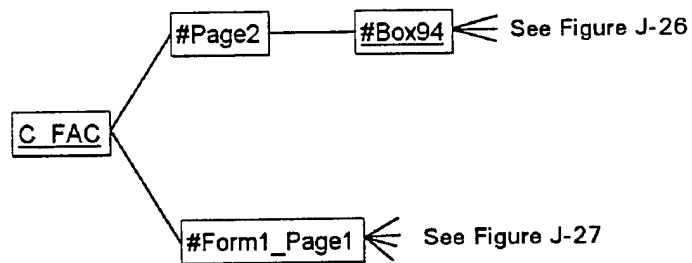 #Page2 #Box94 See Figure J-26
C_FAC
#Form1_Page1 See Figure J-27